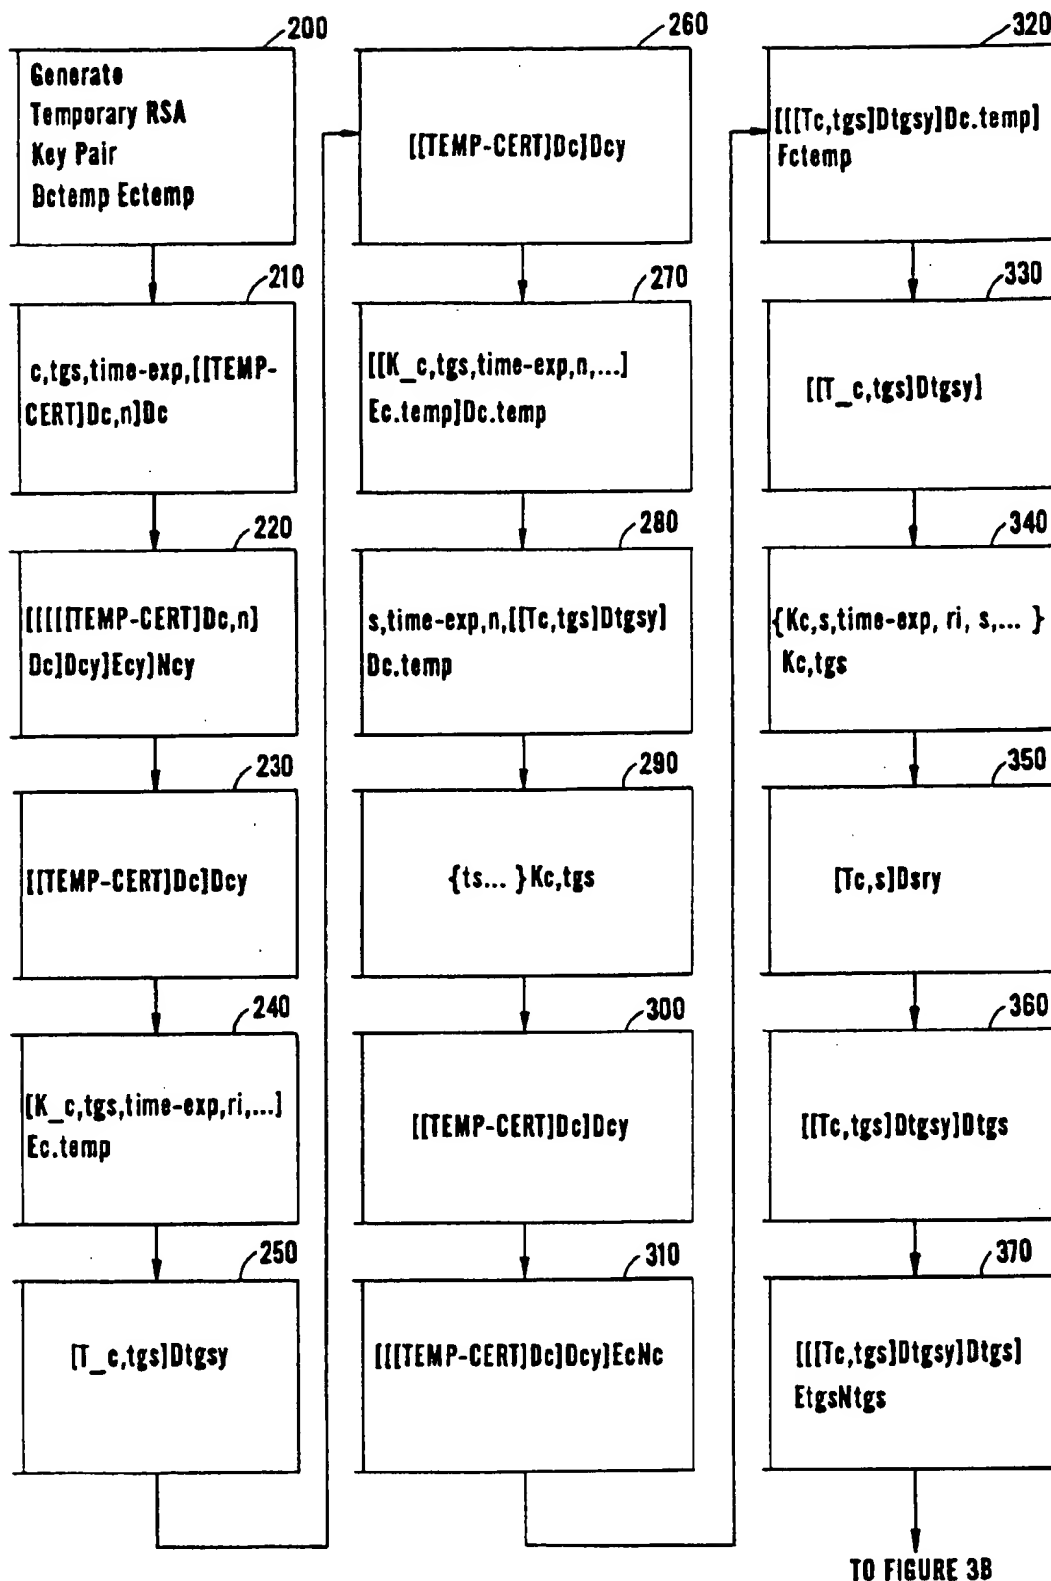 200
Generate
Temporary RSA
Key Pair
Dctemp Ectemp
210
c,tgs,time-exp,[[TEMP-
CERT]Dc,n]Dc
220
[[[[[TEMP-CERT]Dc,n]
Dc]Dcy]Ecy)Ncy
230
[[TEMP-CERT]Dc]Dcy
240
[K_c,tgs,time-exp,ri,...]
Ec.temp
250
[T_c,tgs]Dtgsy
260
[[TEMP-CERT]Dc]Dcy
270
[[K_c,tgs,time-exp,n,...]
Ec.temp]Dc.temp
280
s,time-exp,n,[[Tc,tgs]Dtgsy]
Dc.temp
290
{ts... }Kc,tgs
300
[[TEMP-CERT]Dc]Dcy
310
[[[TEMP-CERT]Dc]Dcy]EcNc
320
[[[Tc,tgs]Dtgsy]Dc.temp]
Fctemp
330
[[T_c,tgs]Dtgsy]
340
{Kc,s,time-exp, ri, s,... }
Kc,tgs
350
[Tc,s]Dsry
360
[[Tc,tgs]Dtgsy]Dtgs
370
[[[Tc,tgs]Dtgsy]Dtgs]
EtgsNtgs
TO FIGURE 3B